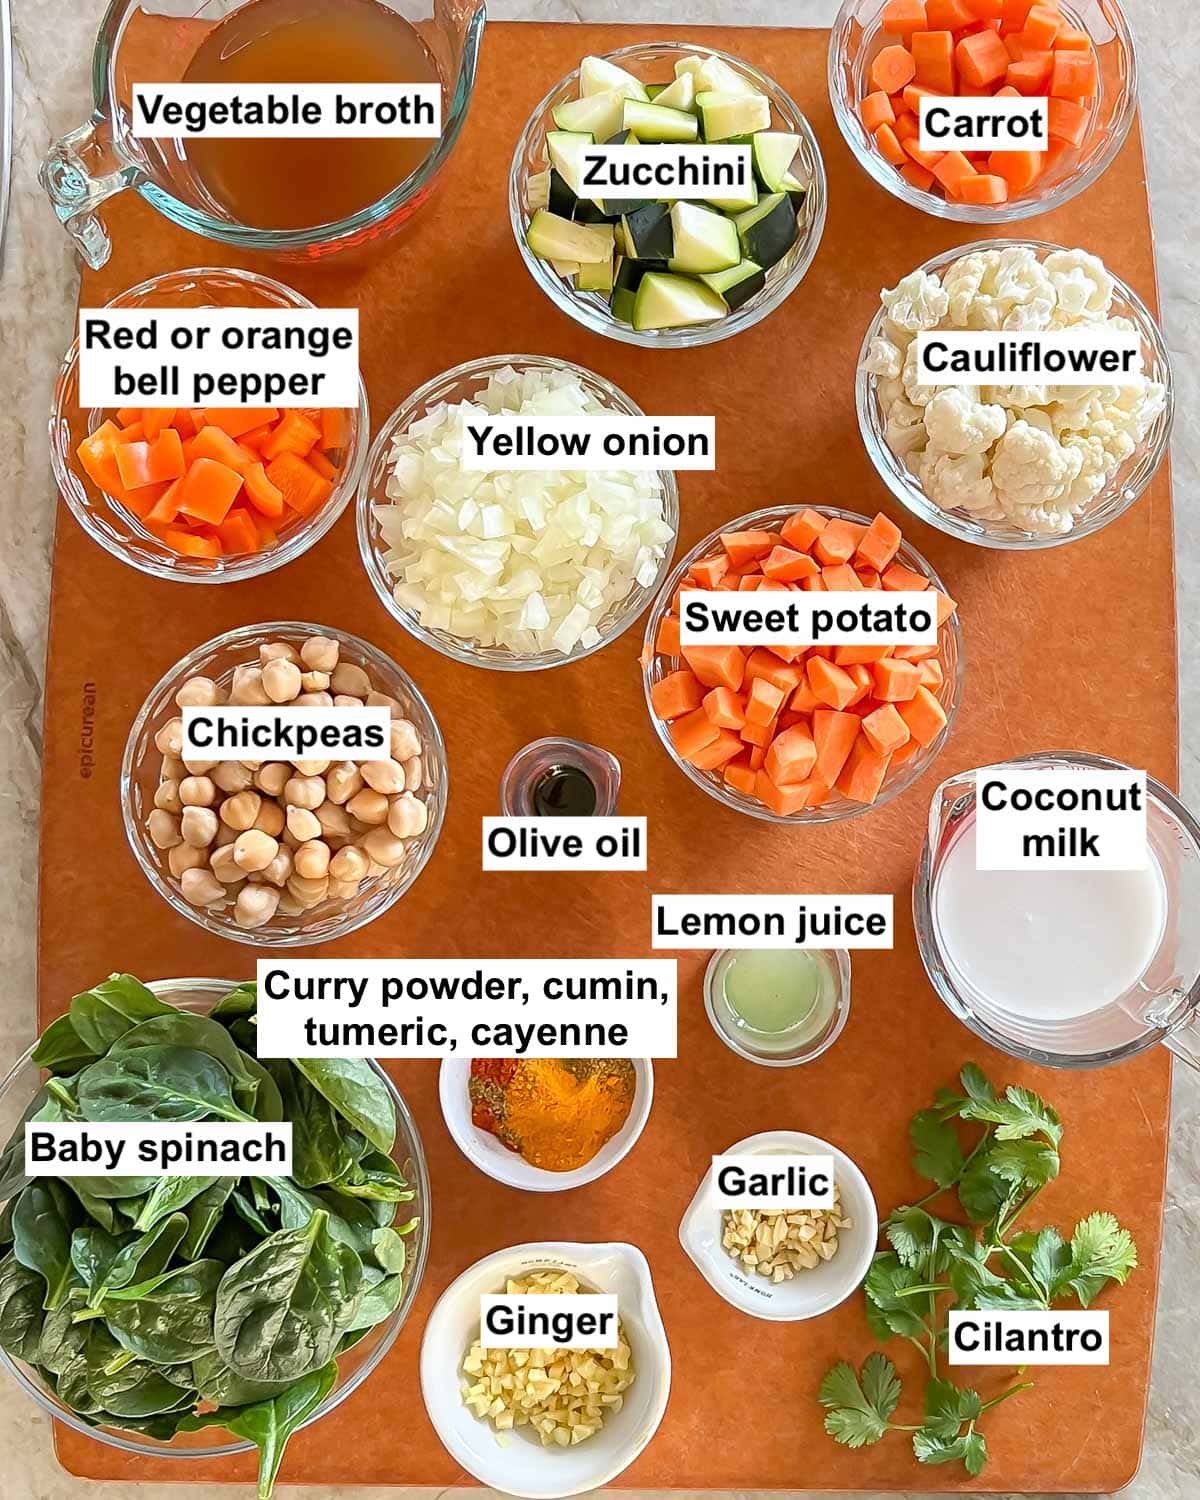 Vegetable broth
Zucchini
Carrot
Red or orange
bell pepper
Cauliflower
Yellow onion
Sweet potato
epicurean
Chickpeas
Coconut
milk
Olive oil
Lemon juice
Curry powder, cumin,
tumeric, cayenne
Baby spinach
Garlic
Ginger
Cilantro